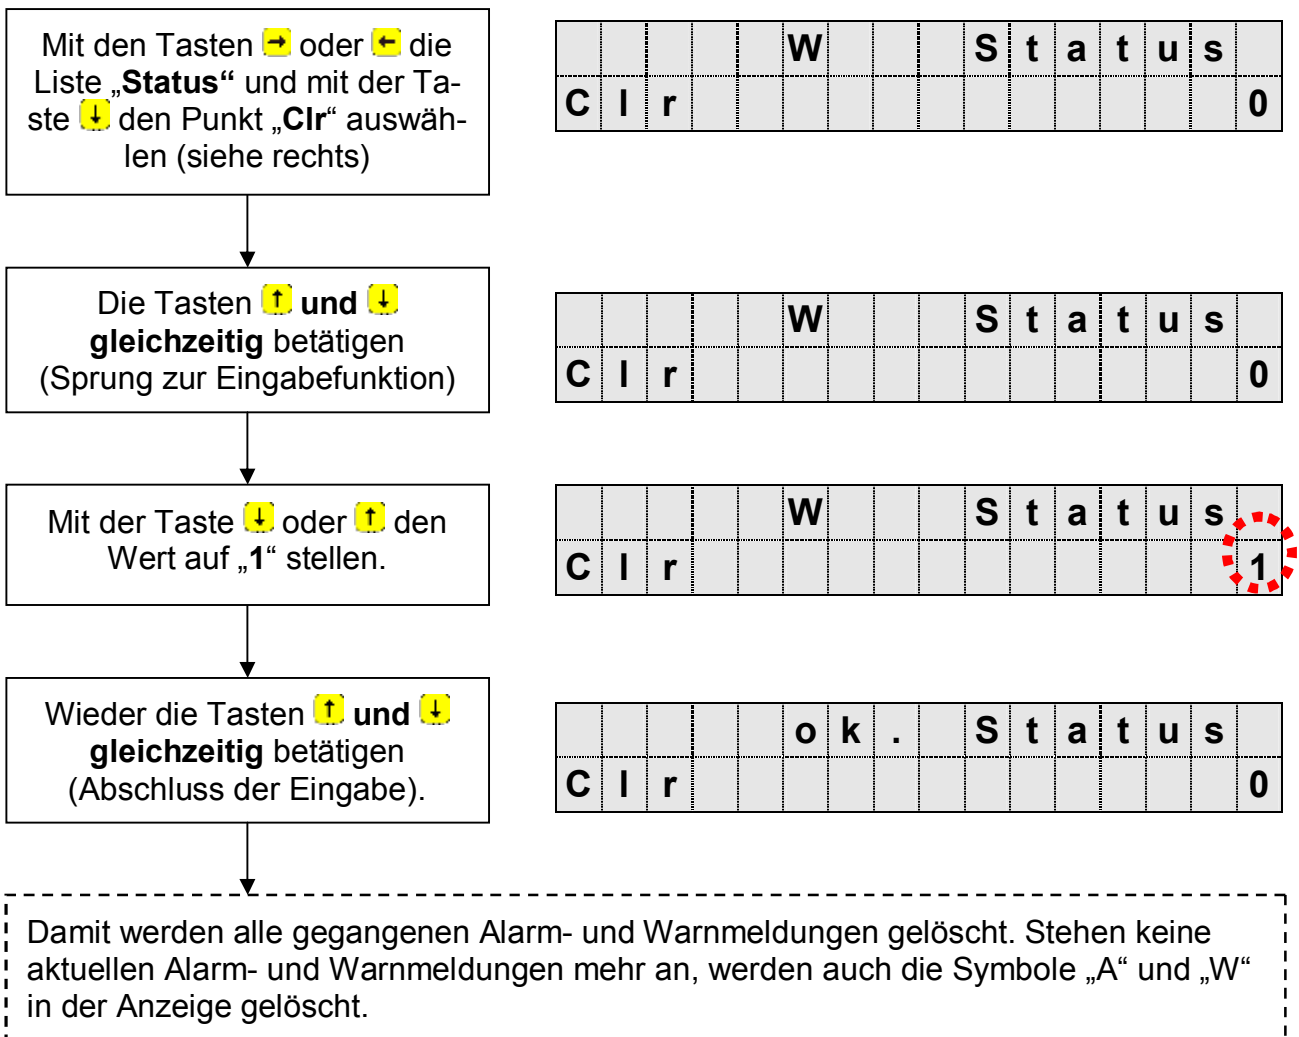 Mit den Tasten → oder ← die
Liste „Status“ und mit der Ta-
ste ↓ den Punkt „Clr“ auswäh-
len (siehe rechts)
W Status
Clr 0
Die Tasten ↑ und ↓
gleichzeitig betätigen
(Sprung zur Eingabefunktion)
W Status
Clr 0
Mit der Taste ↓ oder ↑ den
Wert auf „1“ stellen.
W Status
Clr 1
Wieder die Tasten ↑ und ↓
gleichzeitig betätigen
(Abschluss der Eingabe).
ok. Status
Clr 0
Damit werden alle gegangenen Alarm- und Warnmeldungen gelöscht. Stehen keine
aktuellen Alarm- und Warnmeldungen mehr an, werden auch die Symbole „A“ und „W“
in der Anzeige gelöscht.